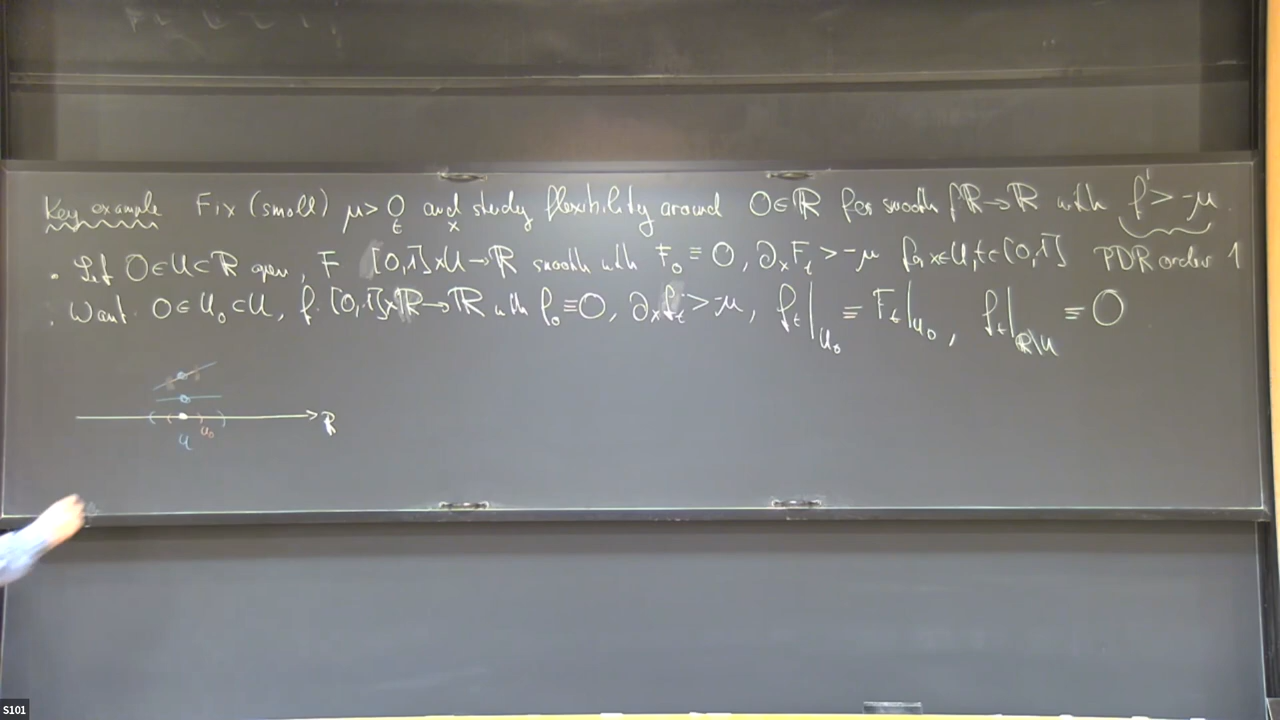 Key example Fix (small) μ>0 and study flexibility around 0∈ℝ for smooth f:ℝ→ℝ with f'>-μ.
t x
· Let 0∈U⊂ℝ open, F: [0,1]×U→ℝ smooth with F₀≡0, ∂ₓFₜ>-μ for x∈U, t∈[0,1] PDR order 1
· Want: 0∈U₀⊂U, f: [0,1]×ℝ→ℝ with f₀≡0, ∂ₓfₜ>-μ, fₜ|_{U₀} ≡ Fₜ|_{U₀}, fₜ|_{ℝ\U} ≡ 0
ℝ
U U₀
S101